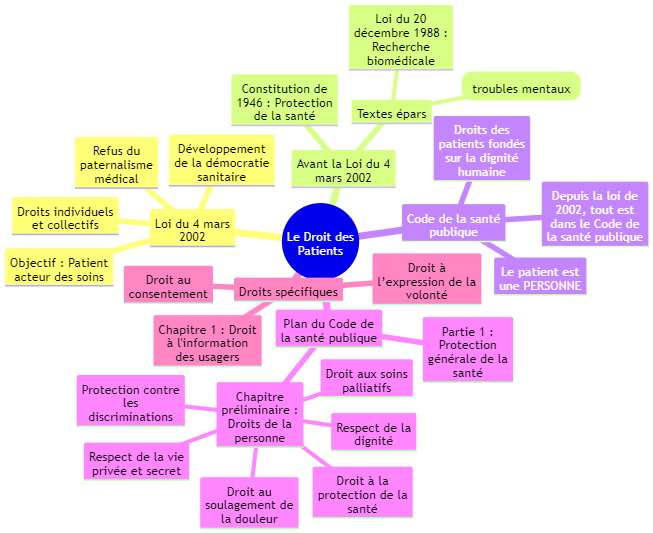 Le Droit des
Patients
Avant la Loi du 4
mars 2002
Constitution de
1946 : Protection
de la santé
Textes épars
Loi du 20
décembre 1988 :
Recherche
biomédicale
troubles mentaux
Loi du 4 mars
2002
Refus du
paternalisme
médical
Développement
de la démocratie
sanitaire
Droits individuels
et collectifs
Objectif : Patient
acteur des soins
Code de la santé
publique
Droits des
patients fondés
sur la dignité
humaine
Depuis la loi de
2002, tout est
dans le Code de
la santé publique
Le patient est
une PERSONNE
Droits spécifiques
Droit au
consentement
Chapitre 1 : Droit
à l'information
des usagers
Droit à
l’expression de la
volonté
Plan du Code de
la santé publique
Partie 1 :
Protection
générale de la
santé
Chapitre
préliminaire :
Droits de la
personne
Protection contre
les
discriminations
Respect de la vie
privée et secret
Droit au
soulagement de
la douleur
Droit à la
protection de la
santé
Respect de la
dignité
Droit aux soins
palliatifs